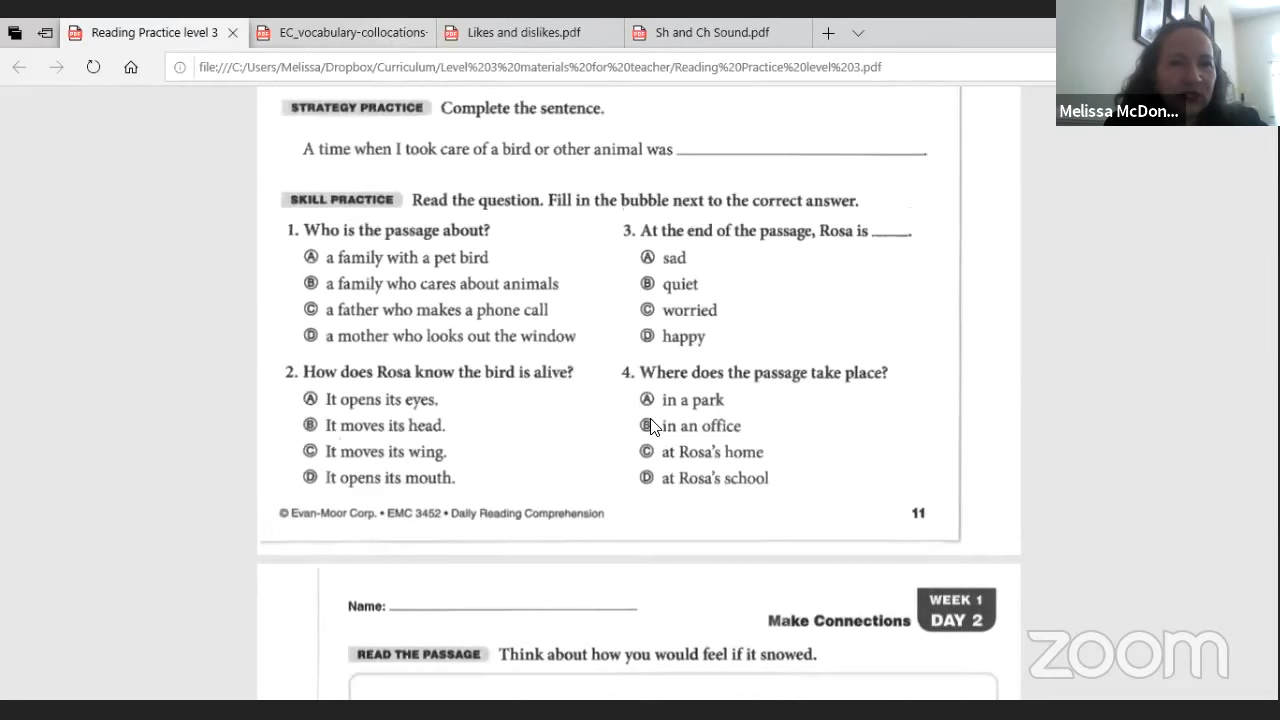 Reading Practice level 3
EC_vocabulary-collocations-
Likes and dislikes.pdf
Sh and Ch Sound.pdf
file:///C:/Users/Melissa/Dropbox/Curriculum/Level%203%20materials%20for%20teacher/Reading%20Practice%20level%203.pdf
Melissa McDon...
STRATEGY PRACTICE Complete the sentence.
A time when I took care of a bird or other animal was ____________________
SKILL PRACTICE Read the question. Fill in the bubble next to the correct answer.
1. Who is the passage about?
Ⓐ a family with a pet bird
Ⓑ a family who cares about animals
Ⓒ a father who makes a phone call
Ⓓ a mother who looks out the window
2. How does Rosa know the bird is alive?
Ⓐ It opens its eyes.
Ⓑ It moves its head.
Ⓒ It moves its wing.
Ⓓ It opens its mouth.
3. At the end of the passage, Rosa is _____.
Ⓐ sad
Ⓑ quiet
Ⓒ worried
Ⓓ happy
4. Where does the passage take place?
Ⓐ in a park
Ⓑ in an office
Ⓒ at Rosa's home
Ⓓ at Rosa's school
© Evan-Moor Corp. • EMC 3452 • Daily Reading Comprehension
11
Name: ____________________
WEEK 1
Make Connections DAY 2
READ THE PASSAGE Think about how you would feel if it snowed.
zoom